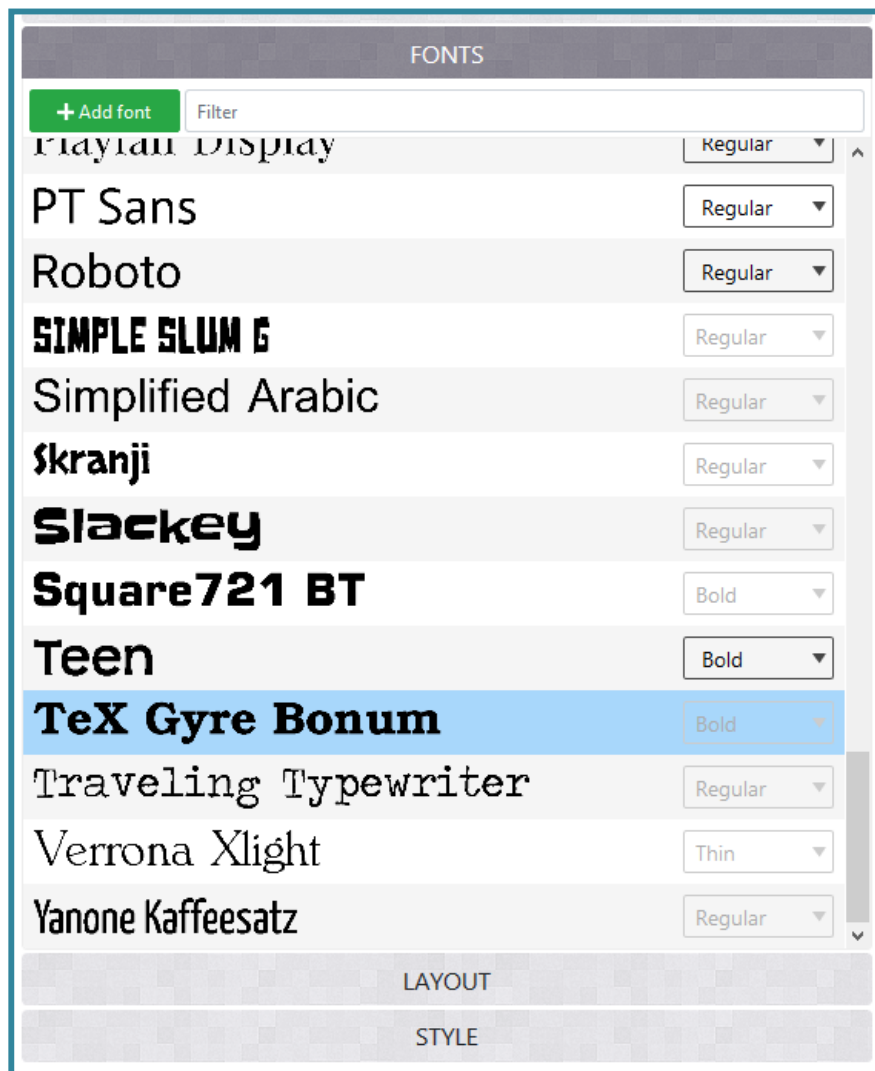 FONTS
+ Add font Filter
Playfair Display Regular
PT Sans Regular
Roboto Regular
SIMPLE SLUM G Regular
Simplified Arabic Regular
Skranji Regular
Slackey Regular
Square721 BT Bold
Teen Bold
TeX Gyre Bonum Bold
Traveling Typewriter Regular
Verrona Xlight Thin
Yanone Kaffeesatz Regular
LAYOUT
STYLE